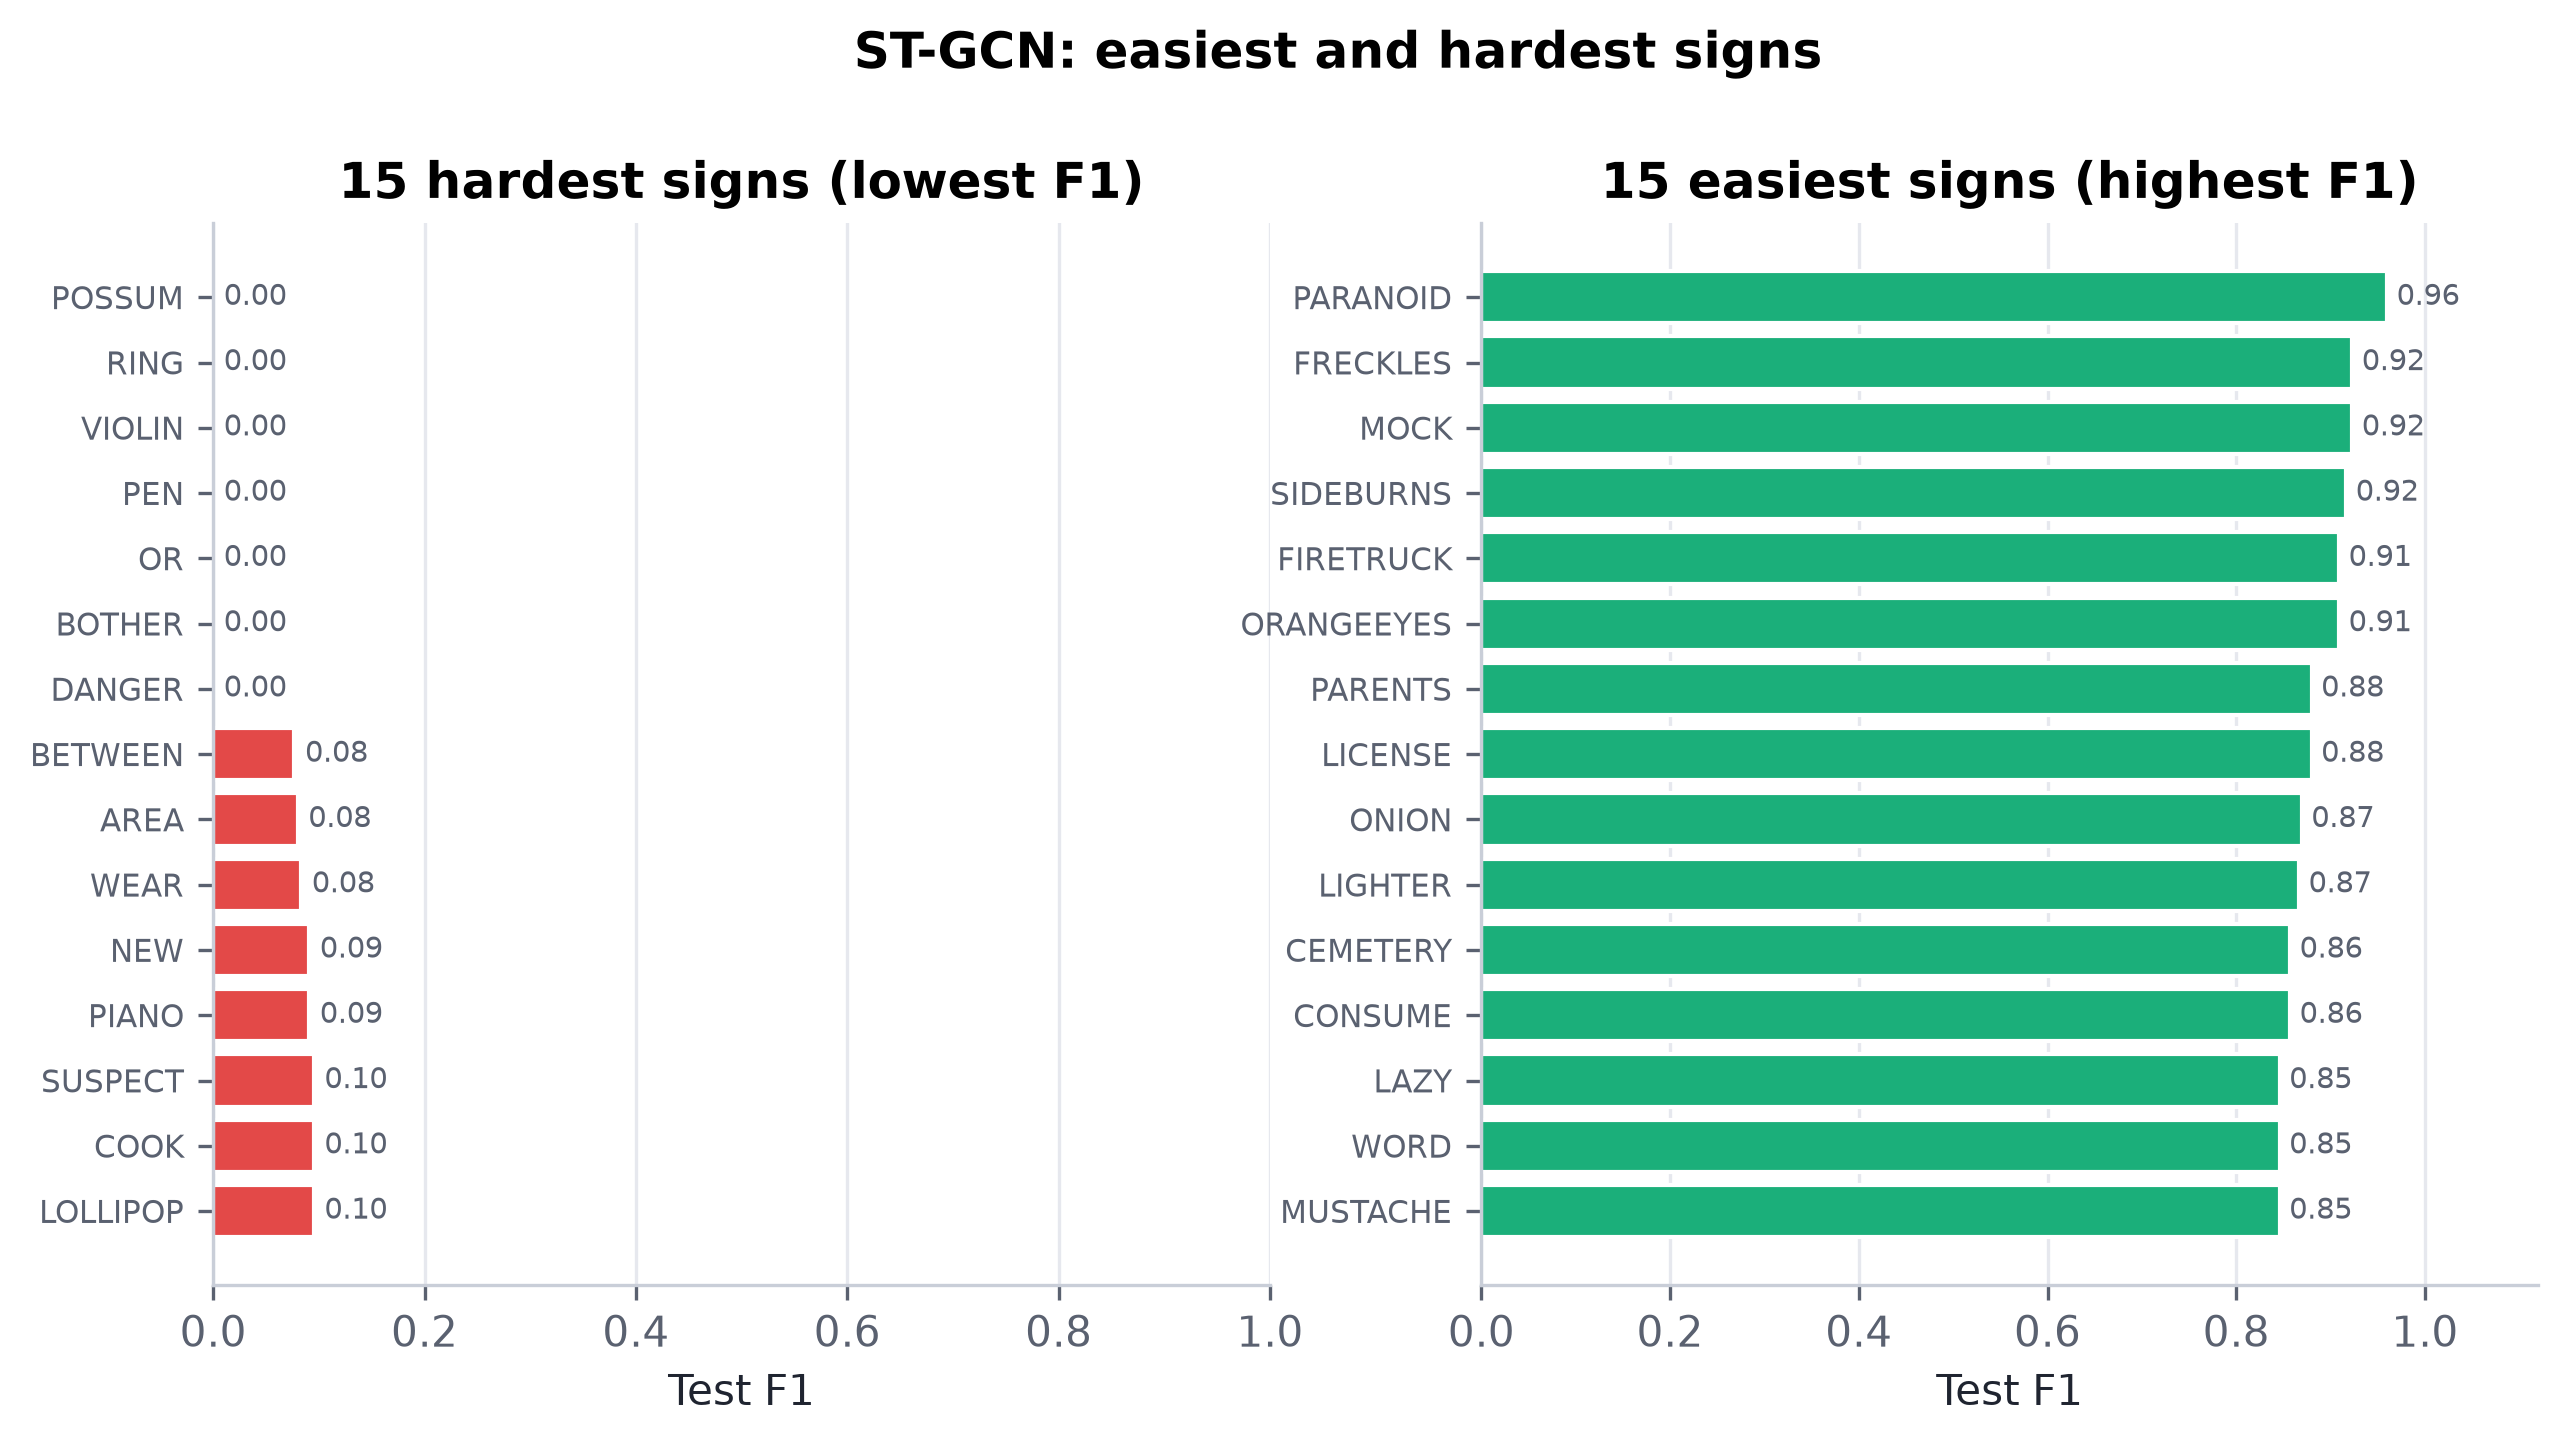 ST-GCN: easiest and hardest signs
15 hardest signs (lowest F1)
POSSUM 0.00
RING 0.00
VIOLIN 0.00
PEN 0.00
OR 0.00
BOTHER 0.00
DANGER 0.00
BETWEEN 0.08
AREA 0.08
WEAR 0.08
NEW 0.09
PIANO 0.09
SUSPECT 0.10
COOK 0.10
LOLLIPOP 0.10
0.0 0.2 0.4 0.6 0.8 1.0
Test F1
15 easiest signs (highest F1)
PARANOID 0.96
FRECKLES 0.92
MOCK 0.92
SIDEBURNS 0.92
FIRETRUCK 0.91
ORANGEEYES 0.91
PARENTS 0.88
LICENSE 0.88
ONION 0.87
LIGHTER 0.87
CEMETERY 0.86
CONSUME 0.86
LAZY 0.85
WORD 0.85
MUSTACHE 0.85
0.0 0.2 0.4 0.6 0.8 1.0
Test F1